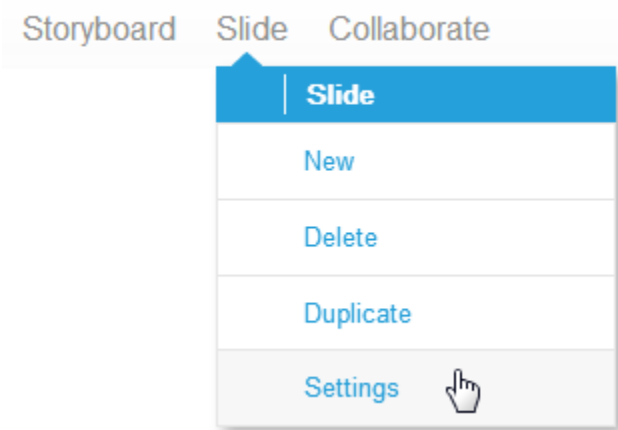 Storyboard Slide Collaborate
Slide
New
Delete
Duplicate
Settings